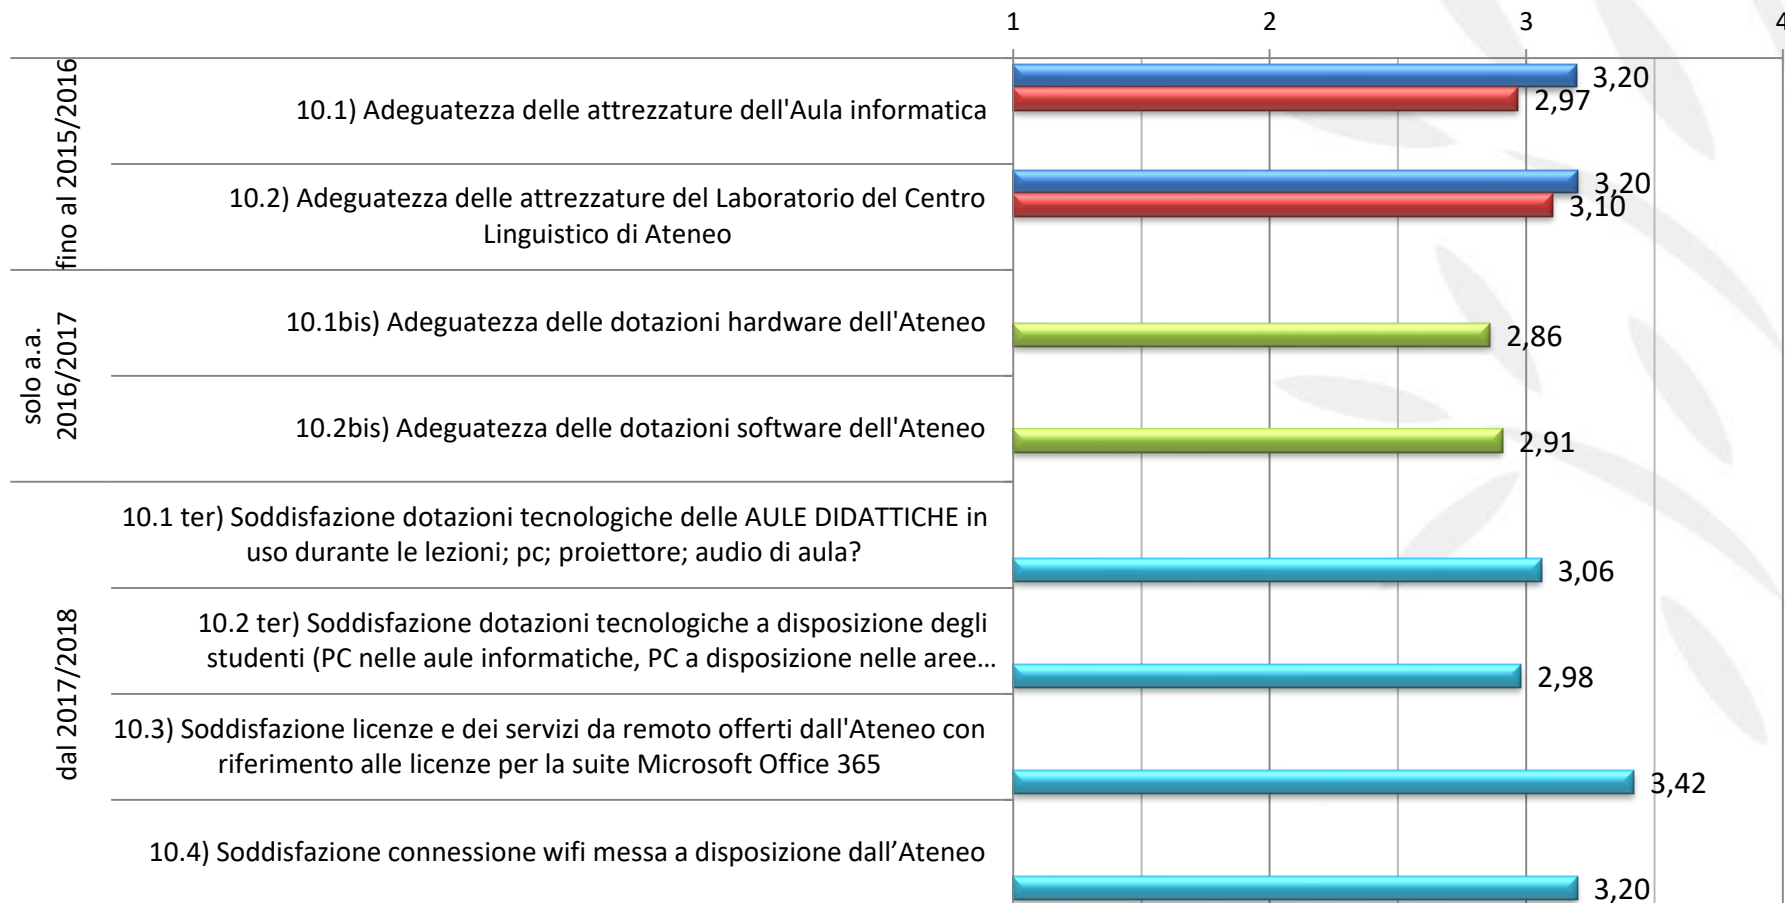 1 2 3 4
fino al 2015/2016
10.1) Adeguatezza delle attrezzature dell'Aula informatica
3,20
2,97
10.2) Adeguatezza delle attrezzature del Laboratorio del Centro
Linguistico di Ateneo
3,20
3,10
solo a.a.
2016/2017
10.1bis) Adeguatezza delle dotazioni hardware dell'Ateneo
2,86
10.2bis) Adeguatezza delle dotazioni software dell'Ateneo
2,91
dal 2017/2018
10.1 ter) Soddisfazione dotazioni tecnologiche delle AULE DIDATTICHE in
uso durante le lezioni; pc; proiettore; audio di aula?
3,06
10.2 ter) Soddisfazione dotazioni tecnologiche a disposizione degli
studenti (PC nelle aule informatiche, PC a disposizione nelle aree…
2,98
10.3) Soddisfazione licenze e dei servizi da remoto offerti dall'Ateneo con
riferimento alle licenze per la suite Microsoft Office 365
3,42
10.4) Soddisfazione connessione wifi messa a disposizione dall’Ateneo
3,20